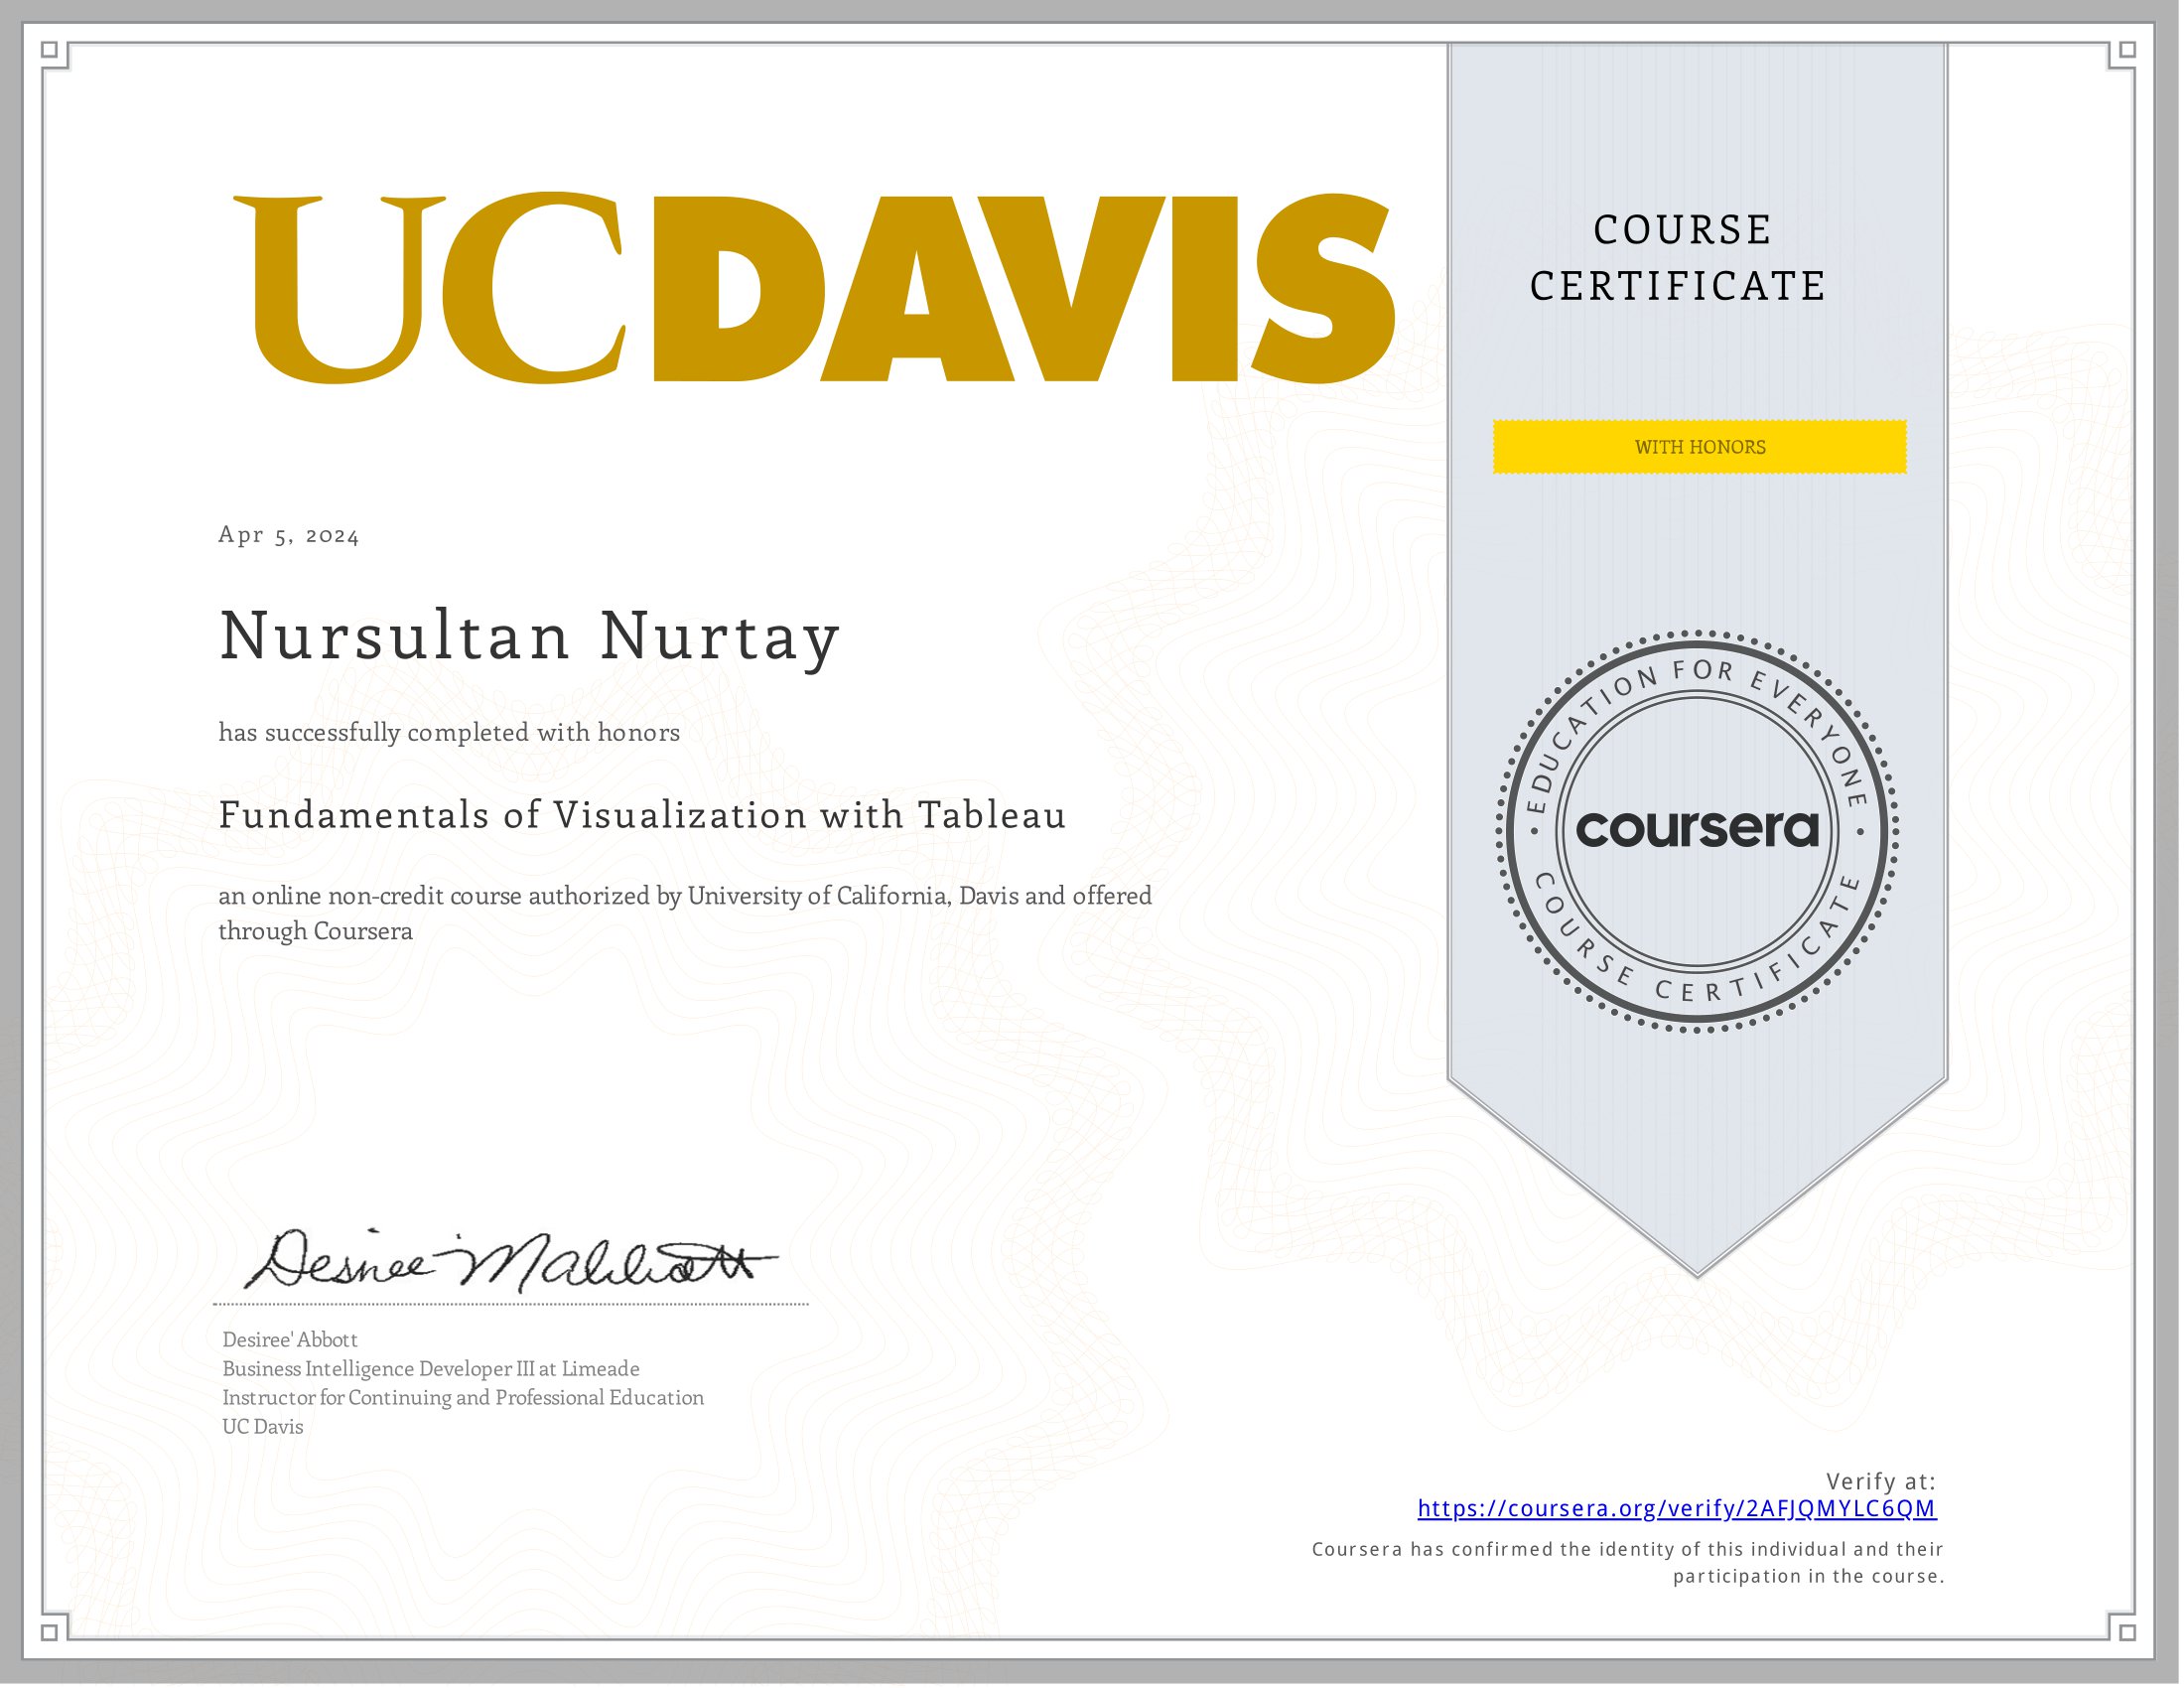 UCDAVIS
COURSE
CERTIFICATE
WITH HONORS
Apr 5, 2024
Nursultan Nurtay
has successfully completed with honors
Fundamentals of Visualization with Tableau
an online non-credit course authorized by University of California, Davis and offered
through Coursera
EDUCATION FOR EVERYONE
coursera
COURSE CERTIFICATE
Desiree' Abbott
Business Intelligence Developer III at Limeade
Instructor for Continuing and Professional Education
UC Davis
Verify at:
https://coursera.org/verify/2AFJQMYLC6QM
Coursera has confirmed the identity of this individual and their
participation in the course.